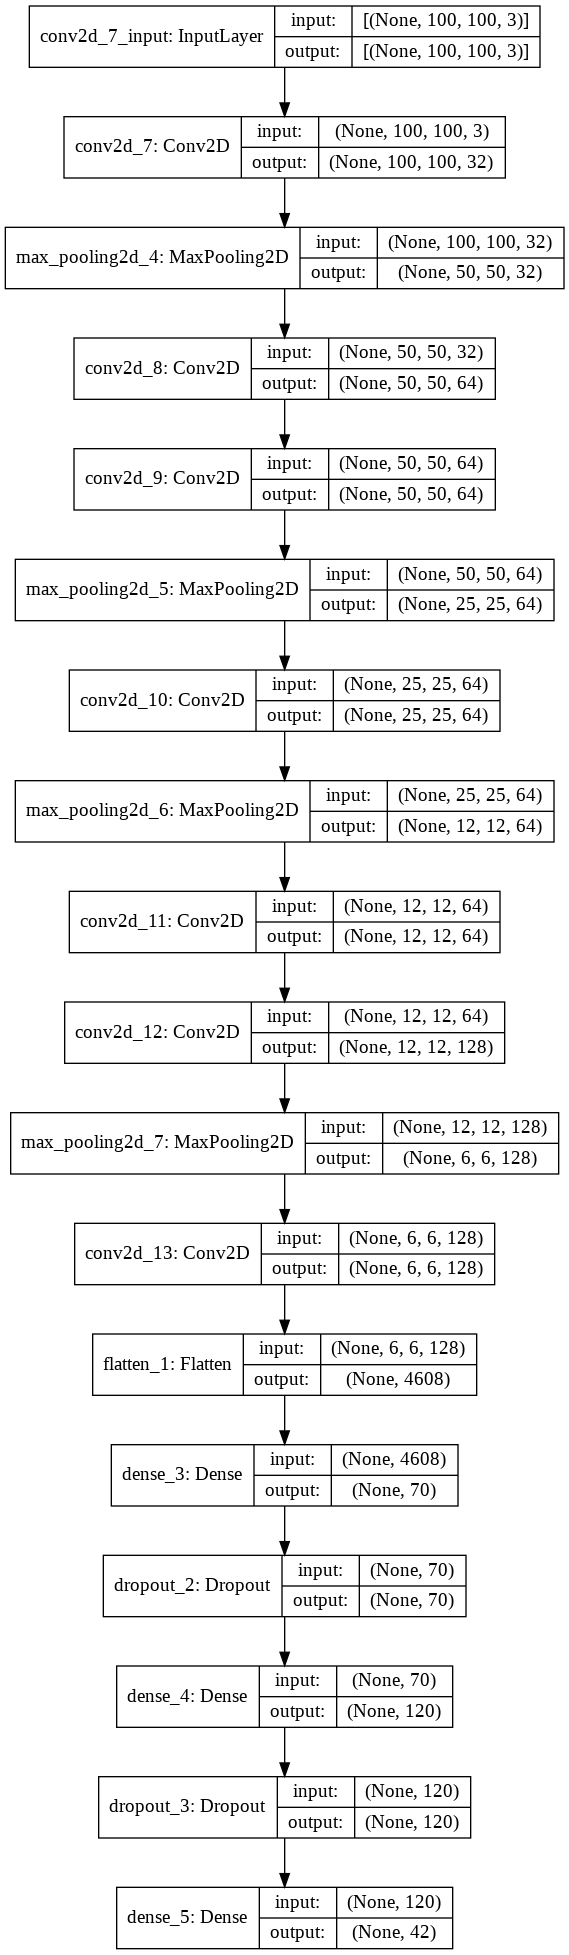 conv2d_7_input: InputLayer
input: [(None, 100, 100, 3)]
output: [(None, 100, 100, 3)]
conv2d_7: Conv2D
input: (None, 100, 100, 3)
output: (None, 100, 100, 32)
max_pooling2d_4: MaxPooling2D
input: (None, 100, 100, 32)
output: (None, 50, 50, 32)
conv2d_8: Conv2D
input: (None, 50, 50, 32)
output: (None, 50, 50, 64)
conv2d_9: Conv2D
input: (None, 50, 50, 64)
output: (None, 50, 50, 64)
max_pooling2d_5: MaxPooling2D
input: (None, 50, 50, 64)
output: (None, 25, 25, 64)
conv2d_10: Conv2D
input: (None, 25, 25, 64)
output: (None, 25, 25, 64)
max_pooling2d_6: MaxPooling2D
input: (None, 25, 25, 64)
output: (None, 12, 12, 64)
conv2d_11: Conv2D
input: (None, 12, 12, 64)
output: (None, 12, 12, 64)
conv2d_12: Conv2D
input: (None, 12, 12, 64)
output: (None, 12, 12, 128)
max_pooling2d_7: MaxPooling2D
input: (None, 12, 12, 128)
output: (None, 6, 6, 128)
conv2d_13: Conv2D
input: (None, 6, 6, 128)
output: (None, 6, 6, 128)
flatten_1: Flatten
input: (None, 6, 6, 128)
output: (None, 4608)
dense_3: Dense
input: (None, 4608)
output: (None, 70)
dropout_2: Dropout
input: (None, 70)
output: (None, 70)
dense_4: Dense
input: (None, 70)
output: (None, 120)
dropout_3: Dropout
input: (None, 120)
output: (None, 120)
dense_5: Dense
input: (None, 120)
output: (None, 42)